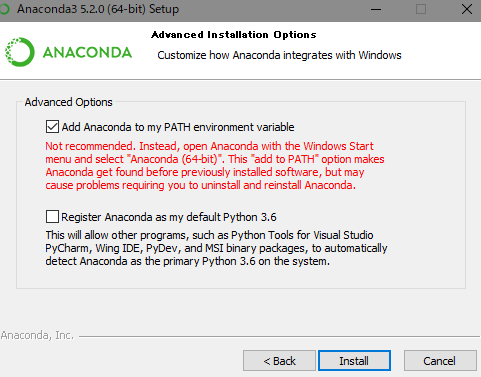 Anaconda3 5.2.0 (64-bit) Setup
Advanced Installation Options
Customize how Anaconda integrates with Windows
ANACONDA
Advanced Options
Add Anaconda to my PATH environment variable
Not recommended. Instead, open Anaconda with the Windows Start
menu and select "Anaconda (64-bit)". This "add to PATH" option makes
Anaconda get found before previously installed software, but may
cause problems requiring you to uninstall and reinstall Anaconda.
Register Anaconda as my default Python 3.6
This will allow other programs, such as Python Tools for Visual Studio
PyCharm, Wing IDE, PyDev, and MSI binary packages, to automatically
detect Anaconda as the primary Python 3.6 on the system.
Anaconda, Inc.
< Back
Install
Cancel